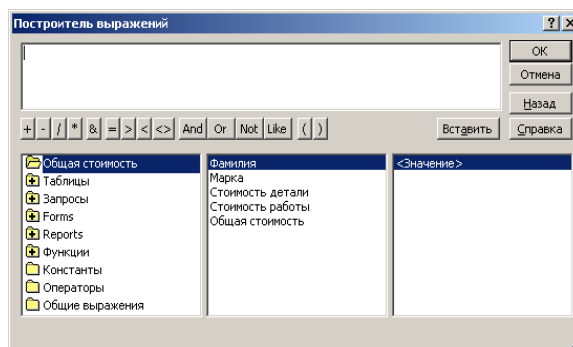 Построитель выражений
? X
ОК
Отмена
Назад
+ - / * & = > < <> And Or Not Like ( ) Вставить Справка
Общая стоимость
Таблицы
Запросы
Forms
Reports
Функции
Константы
Операторы
Общие выражения
Фамилия
Марка
Стоимость детали
Стоимость работы
Общая стоимость
<Значение>